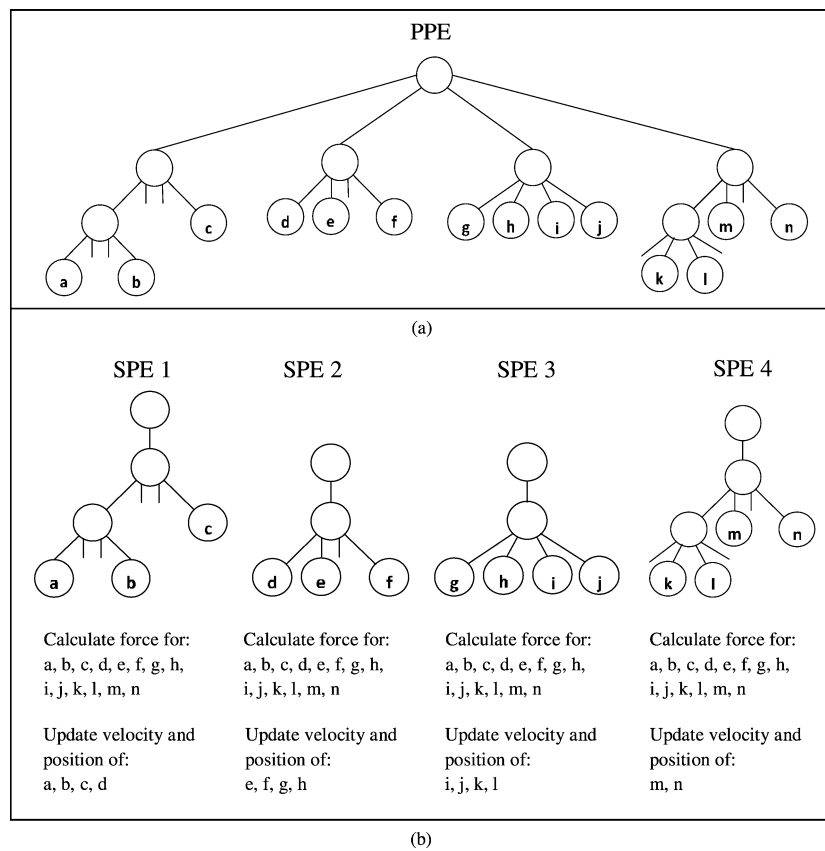 PPE
c
d
e
f
g
h
i
j
m
n
a
b
k
l
(a)
SPE 1
SPE 2
SPE 3
SPE 4
c
m
n
a
b
d
e
f
g
h
i
j
k
l
Calculate force for:
a, b, c, d, e, f, g, h,
i, j, k, l, m, n
Update velocity and
position of:
a, b, c, d
Calculate force for:
a, b, c, d, e, f, g, h,
i, j, k, l, m, n
Update velocity and
position of:
e, f, g, h
Calculate force for:
a, b, c, d, e, f, g, h,
i, j, k, l, m, n
Update velocity and
position of:
i, j, k, l
Calculate force for:
a, b, c, d, e, f, g, h,
i, j, k, l, m, n
Update velocity and
position of:
m, n
(b)